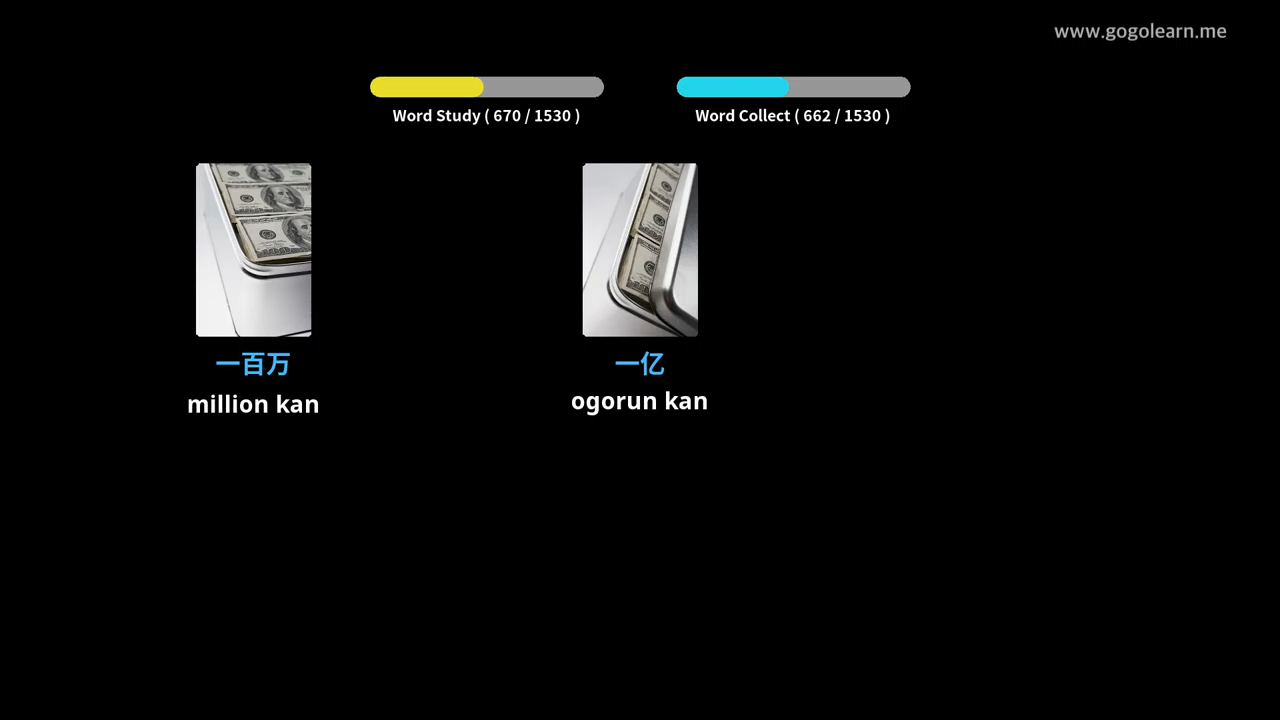 www.gogolearn.me
Word Study ( 670 / 1530 )
Word Collect ( 662 / 1530 )
一百万
million kan
一亿
ogorun kan